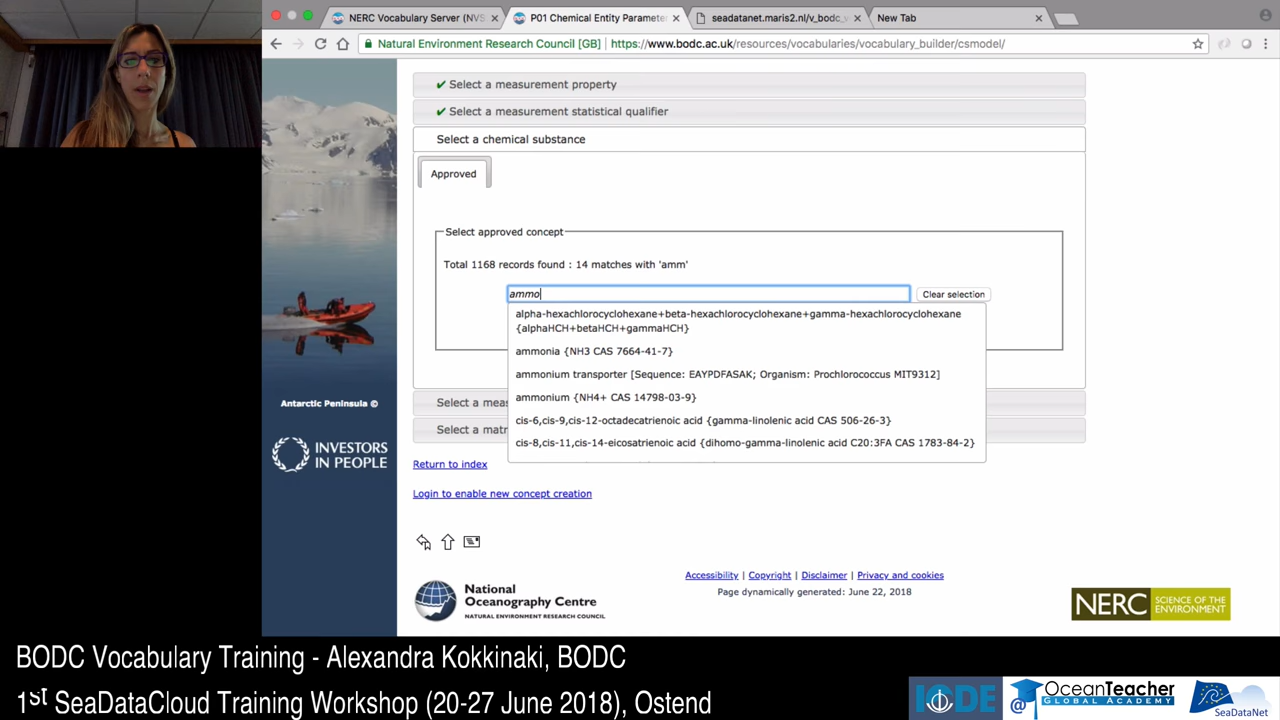 NERC Vocabulary Server (NVS
P01 Chemical Entity Paramete
seadatanet.maris2.nl/v_bodc_v
New Tab
Natural Environment Research Council [GB] https://www.bodc.ac.uk/resources/vocabularies/vocabulary_builder/csmodel/
✔ Select a measurement property
✔ Select a measurement statistical qualifier
Select a chemical substance
Approved
Select approved concept
Total 1168 records found : 14 matches with 'amm'
ammo
Clear selection
alpha-hexachlorocyclohexane+beta-hexachlorocyclohexane+gamma-hexachlorocyclohexane
{alphaHCH+betaHCH+gammaHCH}
ammonia {NH3 CAS 7664-41-7}
ammonium transporter [Sequence: EAYPDFASAK; Organism: Prochlorococcus MIT9312]
ammonium {NH4+ CAS 14798-03-9}
cis-6,cis-9,cis-12-octadecatrienoic acid {gamma-linolenic acid CAS 506-26-3}
cis-8,cis-11,cis-14-eicosatrienoic acid {dihomo-gamma-linolenic acid C20:3FA CAS 1783-84-2}
Select a mea
Select a matr
Return to index
Login to enable new concept creation
Antarctic Peninsula ©
INVESTORS
IN PEOPLE
National
Oceanography Centre
NATURAL ENVIRONMENT RESEARCH COUNCIL
Accessibility | Copyright | Disclaimer | Privacy and cookies
Page dynamically generated: June 22, 2018
NERC SCIENCE OF THE
ENVIRONMENT
BODC Vocabulary Training - Alexandra Kokkinaki, BODC
1st SeaDataCloud Training Workshop (20-27 June 2018), Ostend
IODE
@ OceanTeacher
GLOBAL ACADEMY
SeaDataNet